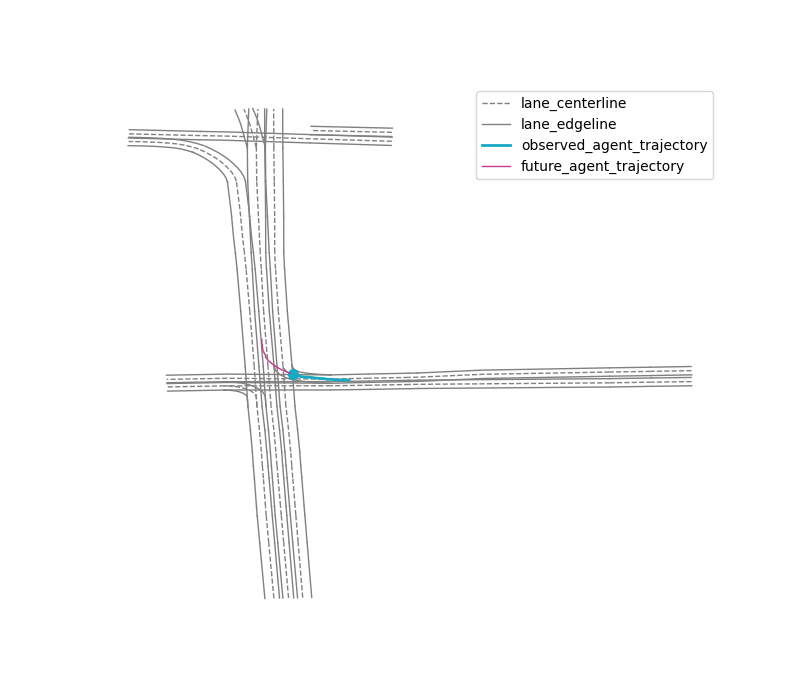 lane_centerline
lane_edgeline
observed_agent_trajectory
future_agent_trajectory